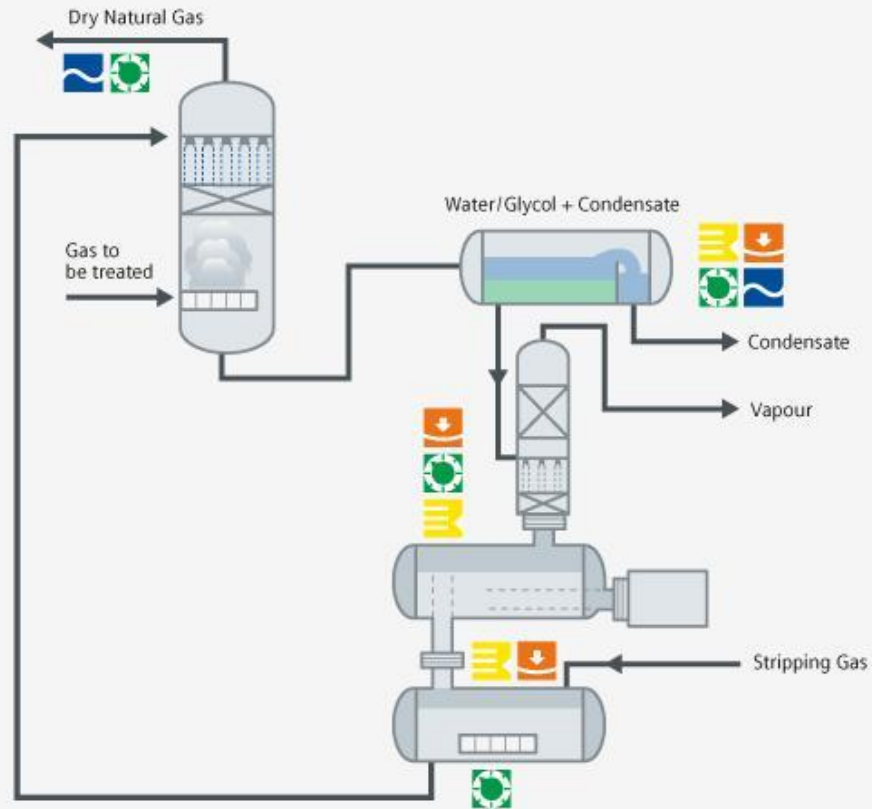 Dry Natural Gas
Water/Glycol + Condensate
Gas to
be treated
Condensate
Vapour
Stripping Gas